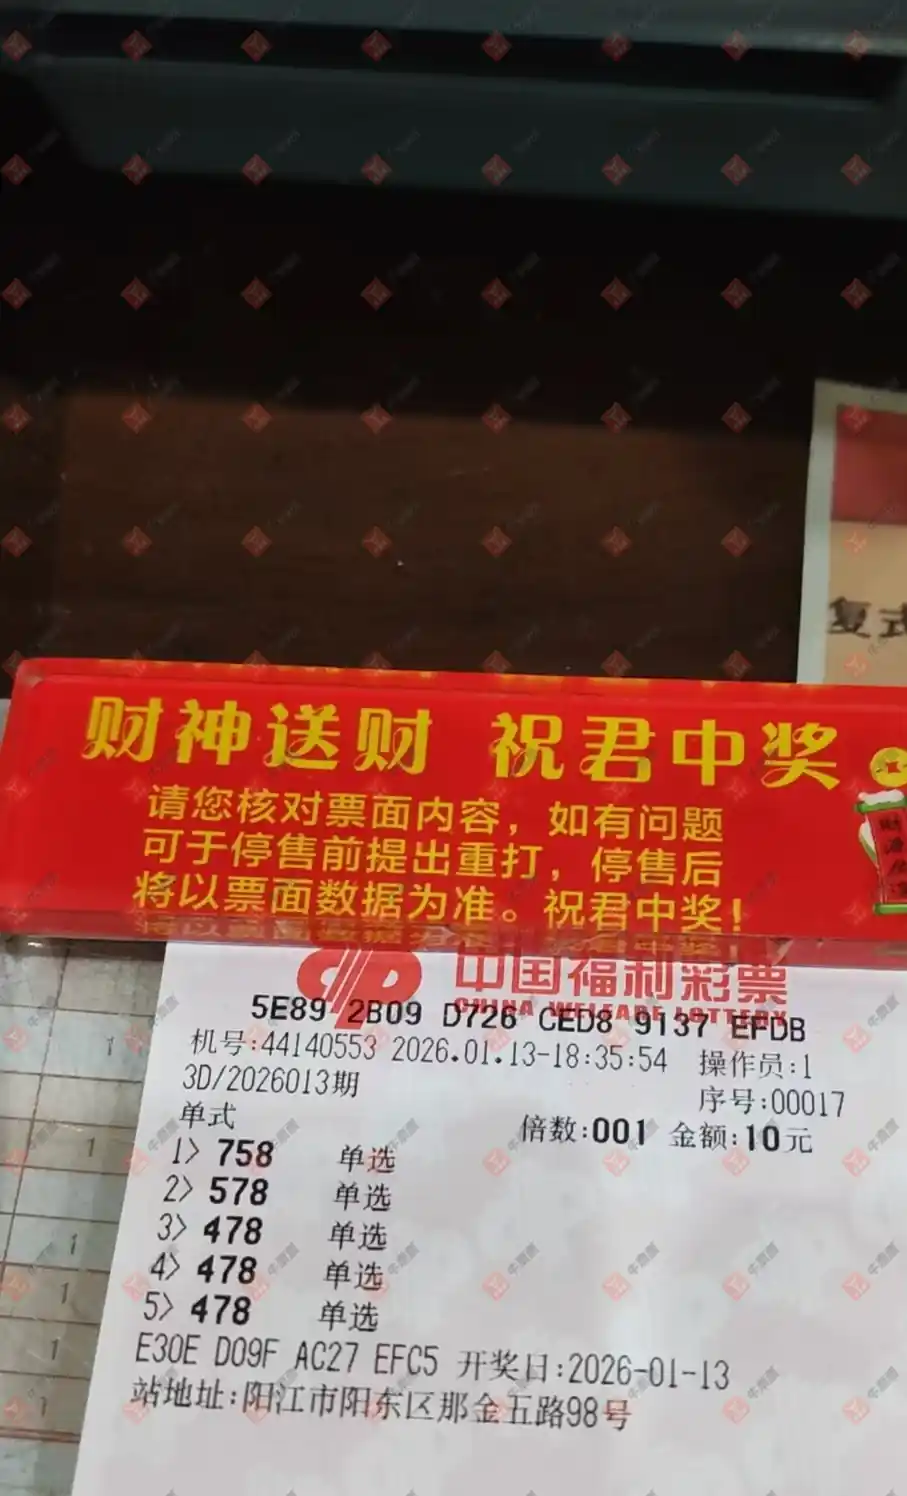 复式
财神送财 祝君中奖
请您核对票面内容，如有问题
可于停售前提出重打，停售后
将以票面数据为准。祝君中奖！
中国福利彩票
CHINA WELFARE LOTTERY
5E89 2B09 D726 CED8 9137 EFDB
机号:44140553 2026.01.13-18:35:54 操作员:1
3D/2026013期 序号:00017
单式 倍数:001 金额:10元
1> 758 单选
2> 578 单选
3> 478 单选
4> 478 单选
5> 478 单选
E30E D09F AC27 EFC5 开奖日:2026-01-13
站地址:阳江市阳东区那金五路98号